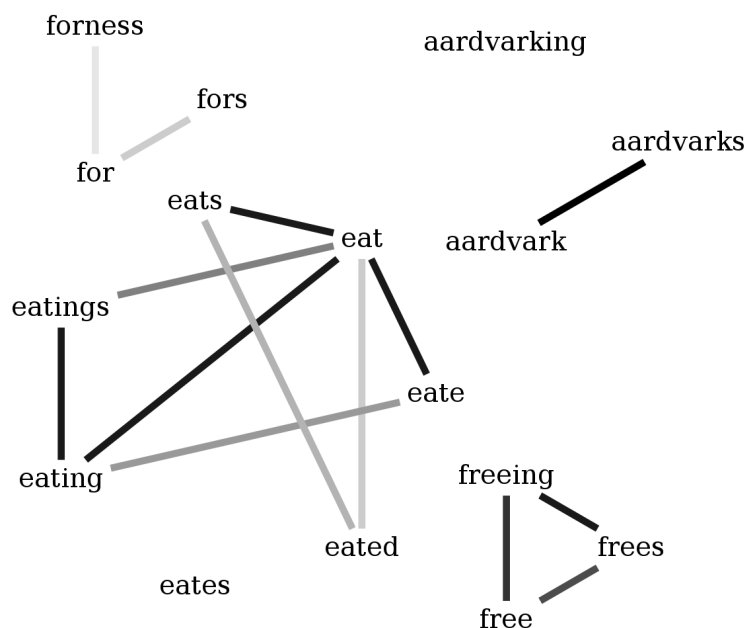 forness
aardvarking
fors
aardvarks
for
eats
eat
aardvark
eatings
eate
freeing
eating
eated
frees
eates
free